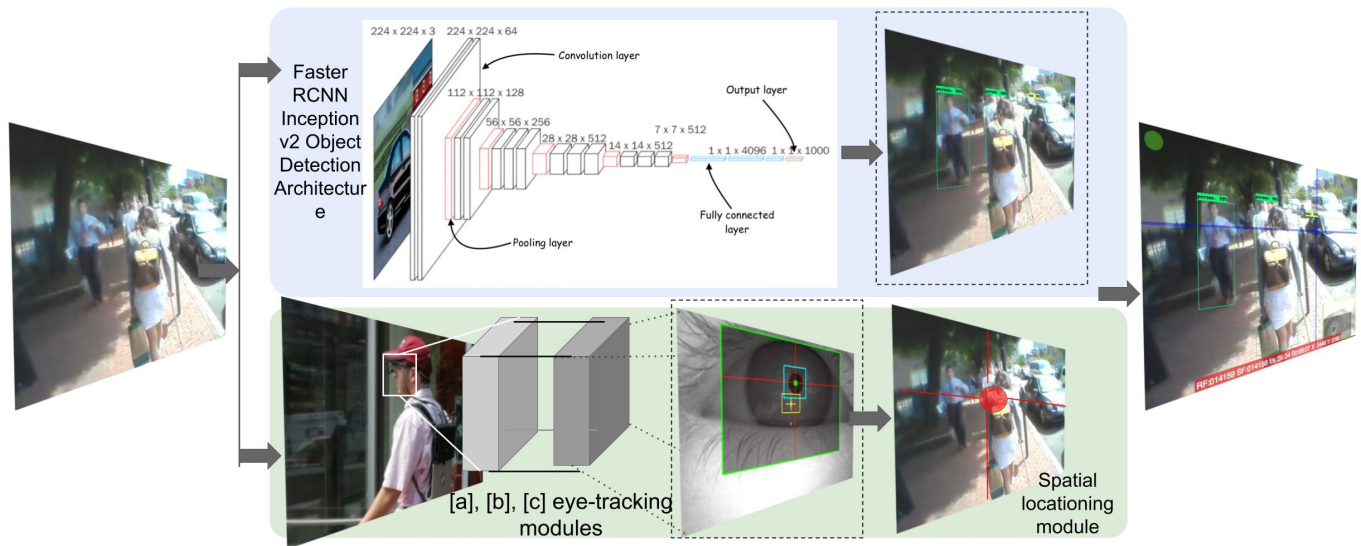 Faster
RCNN
Inception
v2 Object
Detection
Architectur
e
224 x 224 x 3
224 x 224 x 64
Convolution layer
112 x 112 x 128
56 x 56 x 256
28 x 28 x 512
14 x 14 x 512
7 x 7 x 512
Output layer
1 x 1 x 4096
1 x 1 x 1000
Pooling layer
Fully connected
layer
[a], [b], [c] eye-tracking
modules
Spatial
locationing
module